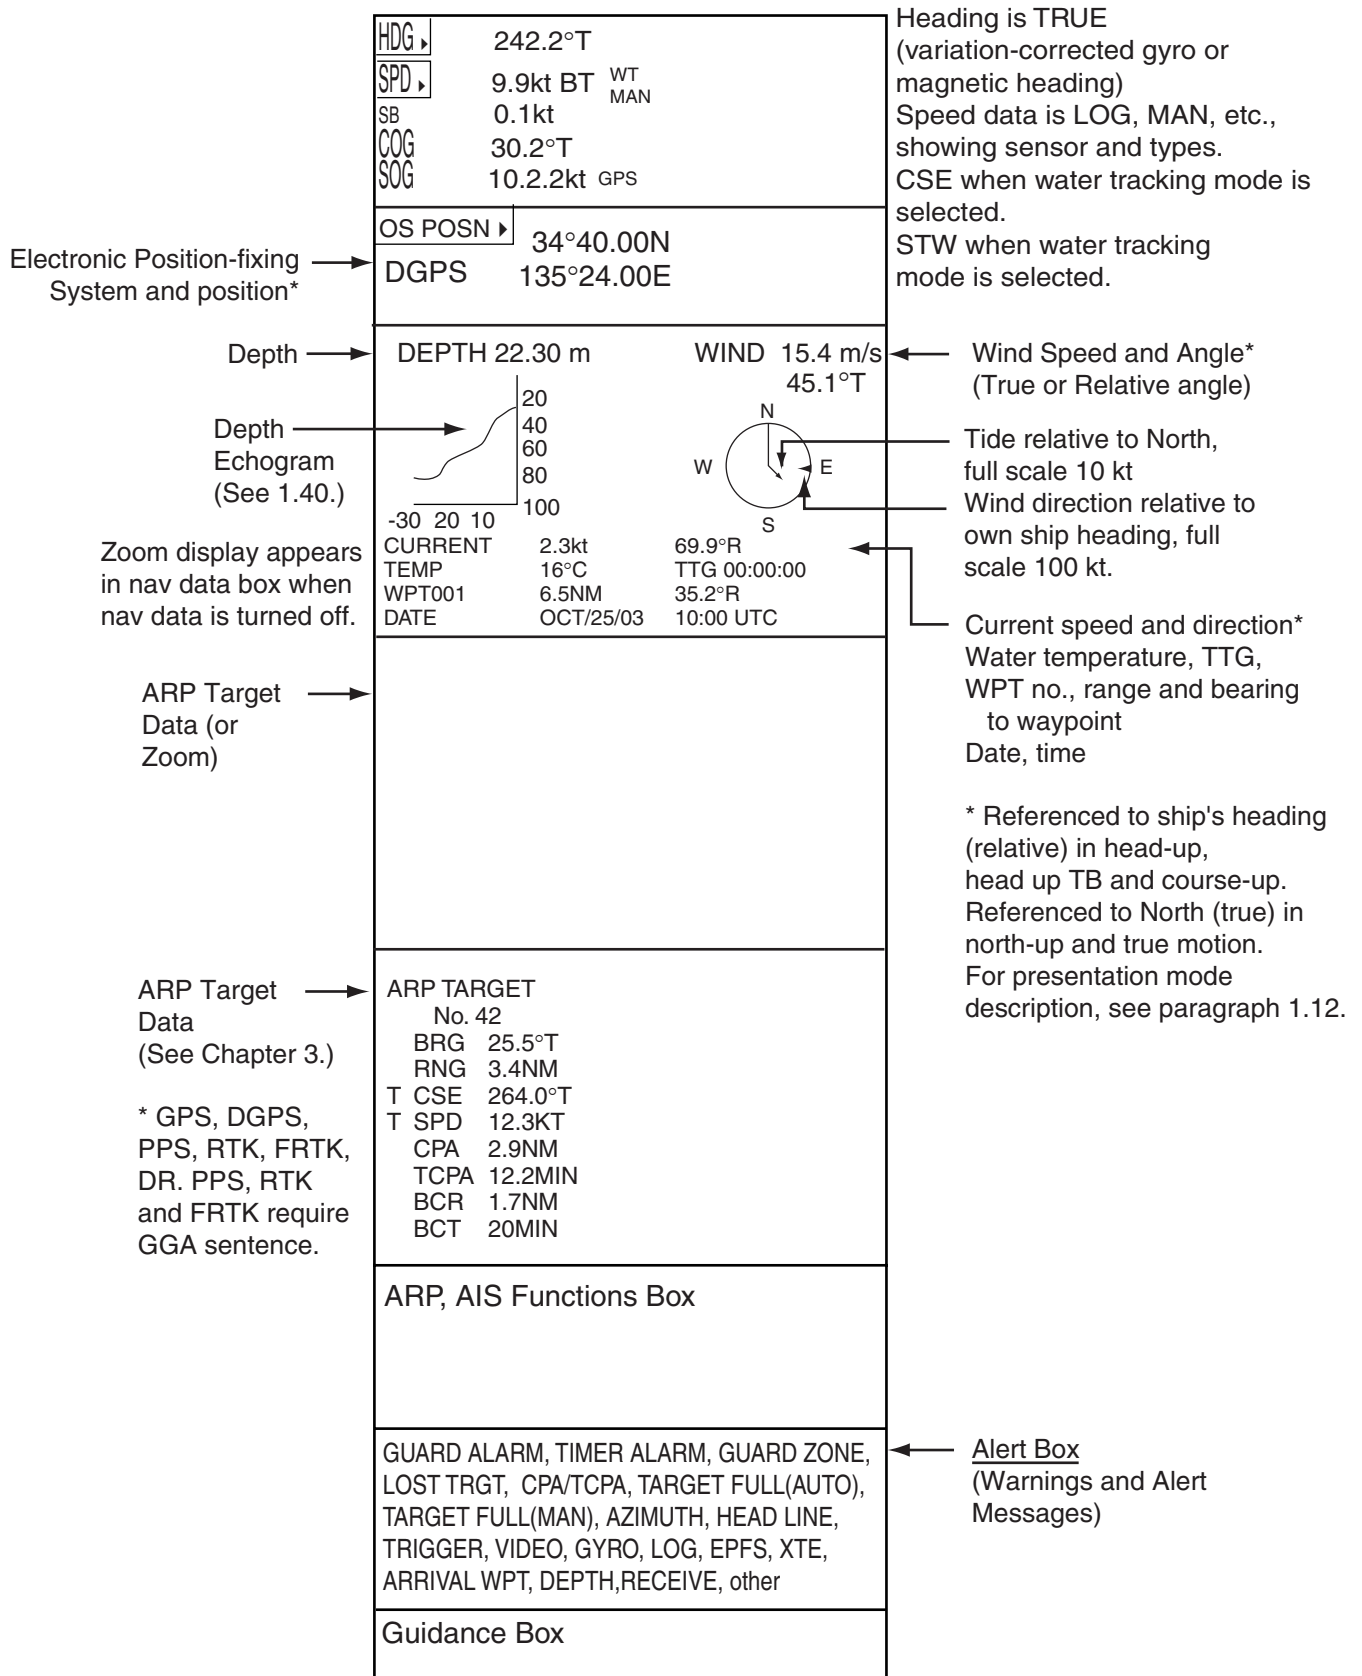 HDG ▸ 242.2°T
SPD ▸ 9.9kt BT WT
MAN
SB 0.1kt
COG 30.2°T
SOG 10.2.2kt GPS
Heading is TRUE
(variation-corrected gyro or
magnetic heading)
Speed data is LOG, MAN, etc.,
showing sensor and types.
CSE when water tracking mode is
selected.
STW when water tracking
mode is selected.
Electronic Position-fixing
System and position*
OS POSN ▸ 34°40.00N
DGPS 135°24.00E
Depth
DEPTH 22.30 m
WIND 15.4 m/s
45.1°T
Wind Speed and Angle*
(True or Relative angle)
Depth
Echogram
(See 1.40.)
20
40
60
80
100
-30 20 10
N
W E
S
Tide relative to North,
full scale 10 kt
Wind direction relative to
own ship heading, full
scale 100 kt.
Zoom display appears
in nav data box when
nav data is turned off.
CURRENT 2.3kt 69.9°R
TEMP 16°C TTG 00:00:00
WPT001 6.5NM 35.2°R
DATE OCT/25/03 10:00 UTC
Current speed and direction*
Water temperature, TTG,
WPT no., range and bearing
to waypoint
Date, time
ARP Target
Data (or
Zoom)
* Referenced to ship's heading
(relative) in head-up,
head up TB and course-up.
Referenced to North (true) in
north-up and true motion.
For presentation mode
description, see paragraph 1.12.
ARP Target
Data
(See Chapter 3.)
* GPS, DGPS,
PPS, RTK, FRTK,
DR. PPS, RTK
and FRTK require
GGA sentence.
ARP TARGET
No. 42
BRG 25.5°T
RNG 3.4NM
T CSE 264.0°T
T SPD 12.3KT
CPA 2.9NM
TCPA 12.2MIN
BCR 1.7NM
BCT 20MIN
ARP, AIS Functions Box
GUARD ALARM, TIMER ALARM, GUARD ZONE,
LOST TRGT, CPA/TCPA, TARGET FULL(AUTO),
TARGET FULL(MAN), AZIMUTH, HEAD LINE,
TRIGGER, VIDEO, GYRO, LOG, EPFS, XTE,
ARRIVAL WPT, DEPTH,RECEIVE, other
Alert Box
(Warnings and Alert
Messages)
Guidance Box